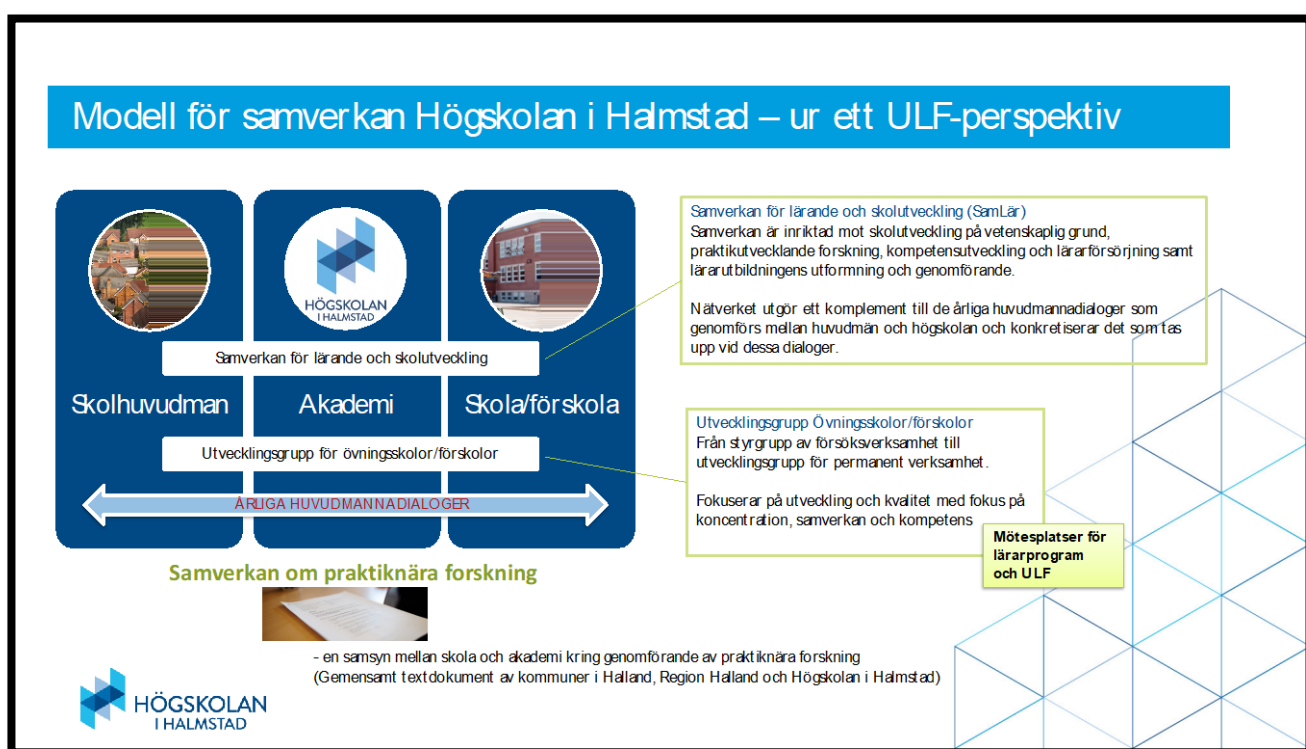 Modell för samverkan Högskolan i Halmstad – ur ett ULF-perspektiv
HÖGSKOLAN
I HALMSTAD
Samverkan för lärande och skolutveckling
Skolhuvudman
Akademi
Skola/förskola
Utvecklingsgrupp för övningsskolor/förskolor
ÅRLIGA HUVUDMANNADIALOGER
Samverkan för lärande och skolutveckling (SamLär)
Samverkan är inriktad mot skolutveckling på vetenskaplig grund,
praktikutvecklande forskning, kompetensutveckling och lärarförsörjning samt
lärarutbildningens utformning och genomförande.
Nätverket utgör ett komplement till de årliga huvudmannadialoger som
genomförs mellan huvudmän och högskolan och konkretiserar det som tas
upp vid dessa dialoger.
Utvecklingsgrupp Övningsskolor/förskolor
Från styrgrupp av försöksverksamhet till
utvecklingsgrupp för permanent verksamhet.
Fokuserar på utveckling och kvalitet med fokus på
koncentration, samverkan och kompetens
Mötesplatser för
lärarprogram
och ULF
Samverkan om praktiknära forskning
- en samsyn mellan skola och akademi kring genomförande av praktiknära forskning
(Gemensamt textdokument av kommuner i Halland, Region Halland och Högskolan i Halmstad)
HÖGSKOLAN
I HALMSTAD